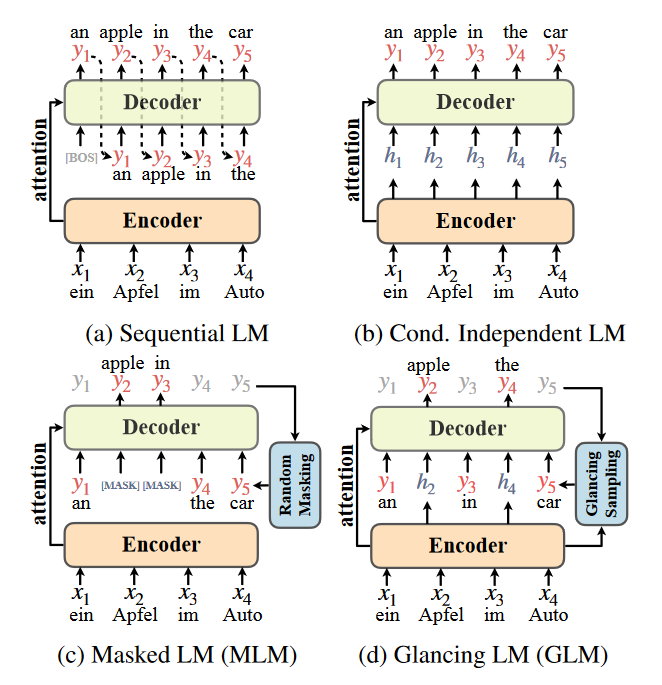 an apple in the car
y1 y2 y3 y4 y5
Decoder
attention
[BOS] y1 y2 y3 y4
an apple in the
Encoder
x1 x2 x3 x4
ein Apfel im Auto
(a) Sequential LM
an apple in the car
y1 y2 y3 y4 y5
Decoder
attention
h1 h2 h3 h4 h5
Encoder
x1 x2 x3 x4
ein Apfel im Auto
(b) Cond. Independent LM
apple in
y1 y2 y3 y4 y5
Decoder
attention
y1 [MASK] [MASK] y4 y5
an the car
Random
Masking
Encoder
x1 x2 x3 x4
ein Apfel im Auto
(c) Masked LM (MLM)
apple the
y1 y2 y3 y4 y5
Decoder
attention
y1 h2 y3 h4 y5
an in car
Glancing
Sampling
Encoder
x1 x2 x3 x4
ein Apfel im Auto
(d) Glancing LM (GLM)